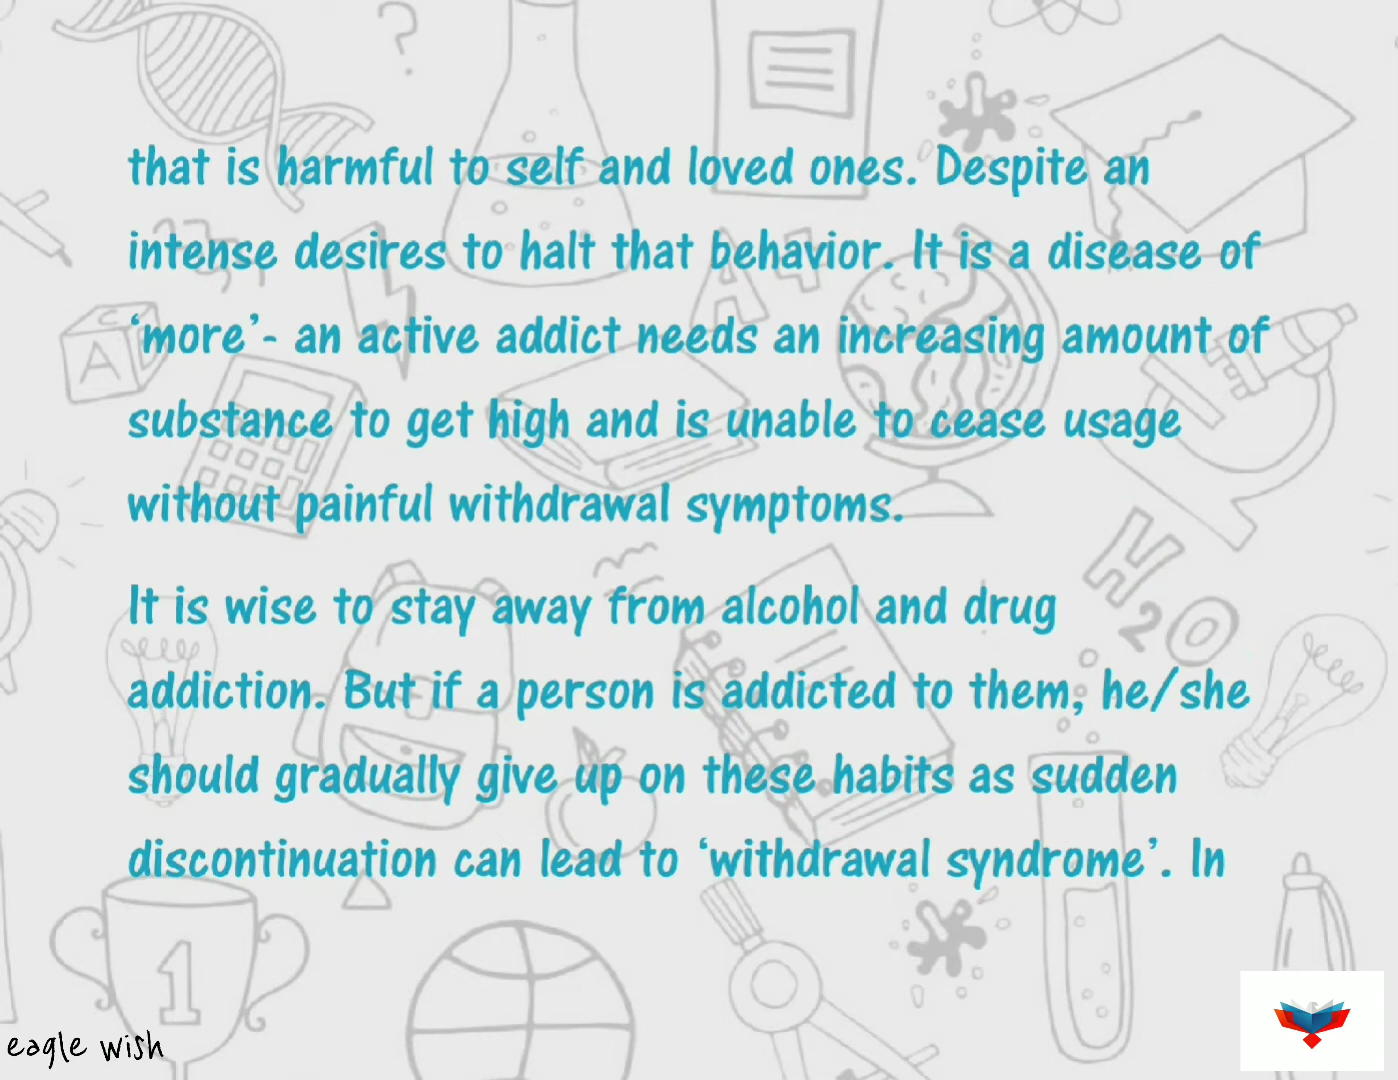 that is harmful to self and loved ones. Despite an
intense desires to halt that behavior. It is a disease of
‘more’- an active addict needs an increasing amount of
substance to get high and is unable to cease usage
without painful withdrawal symptoms.
It is wise to stay away from alcohol and drug
addiction. But if a person is addicted to them; he/she
should gradually give up on these habits as sudden
discontinuation can lead to ‘withdrawal syndrome’. In
A+
A
H2O
1
eagle wish